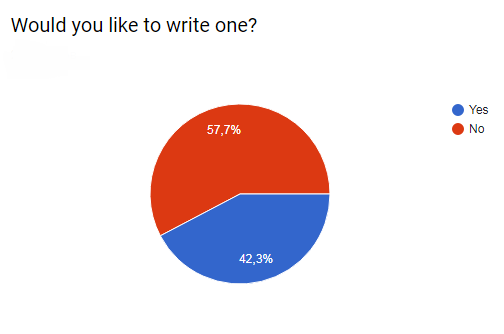 Would you like to write one?
Yes
No
57,7%
42,3%